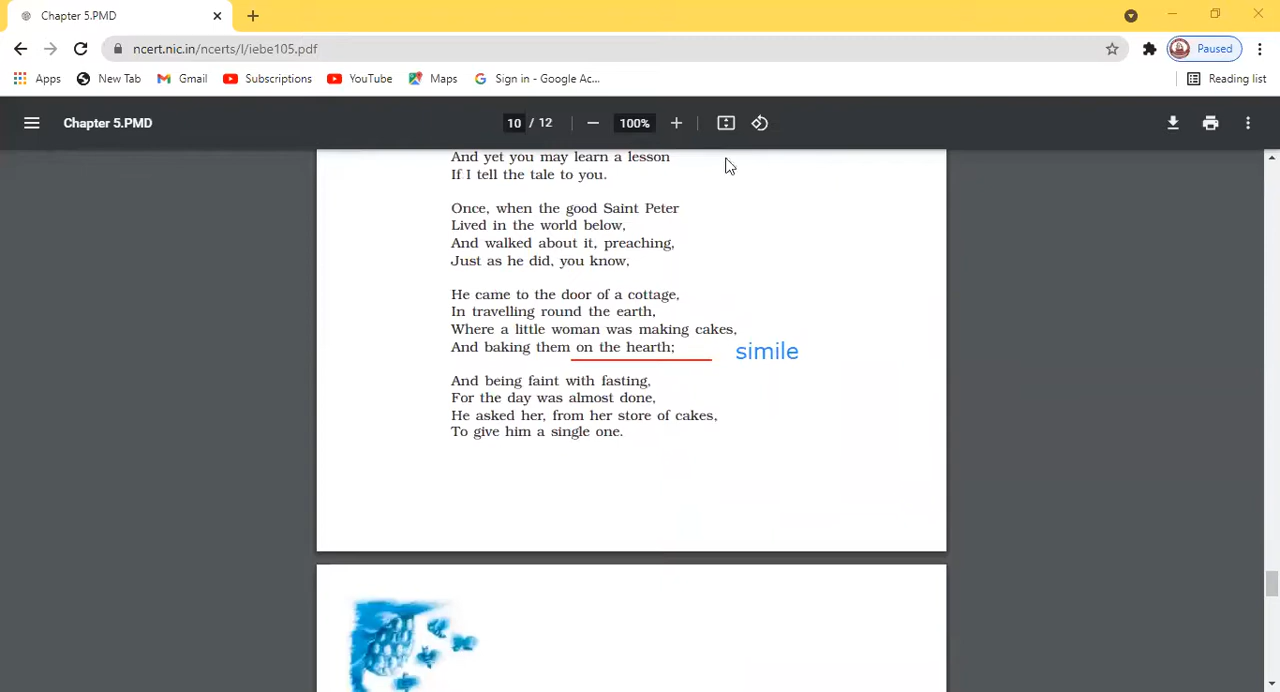 Chapter 5.PMD
ncert.nic.in/ncerts/l/iebe105.pdf
Paused
Apps
New Tab
Gmail
Subscriptions
YouTube
Maps
Sign in - Google Ac...
Reading list
Chapter 5.PMD
10 / 12
100%
And yet you may learn a lesson
If I tell the tale to you.
Once, when the good Saint Peter
Lived in the world below,
And walked about it, preaching,
Just as he did, you know,
He came to the door of a cottage,
In travelling round the earth,
Where a little woman was making cakes,
And baking them on the hearth;
simile
And being faint with fasting,
For the day was almost done,
He asked her, from her store of cakes,
To give him a single one.